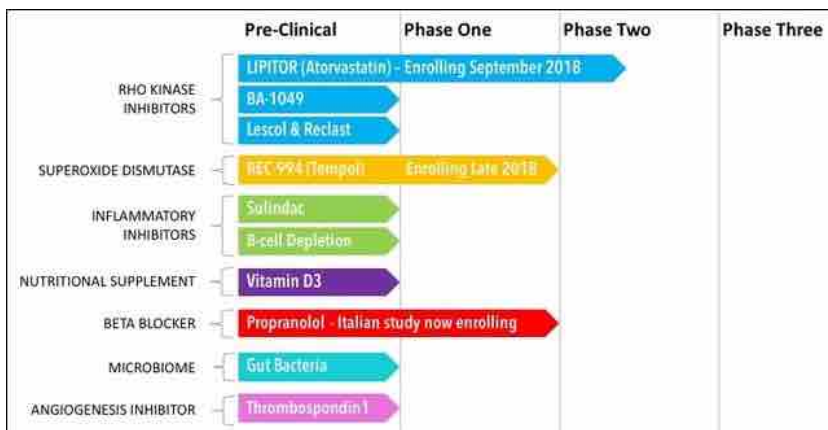 Pre-Clinical Phase One Phase Two Phase Three
RHO KINASE
INHIBITORS
LIPITOR (Atorvastatin) - Enrolling September 2018
BA-1049
Lescol & Reclast
SUPEROXIDE DISMUTASE
REC-994 (Tempol) Enrolling Late 2018
INFLAMMATORY
INHIBITORS
Sulindac
B-cell Depletion
NUTRITIONAL SUPPLEMENT
Vitamin D3
BETA BLOCKER
Propranolol - Italian study now enrolling
MICROBIOME
Gut Bacteria
ANGIOGENESIS INHIBITOR
Thrombospondin1